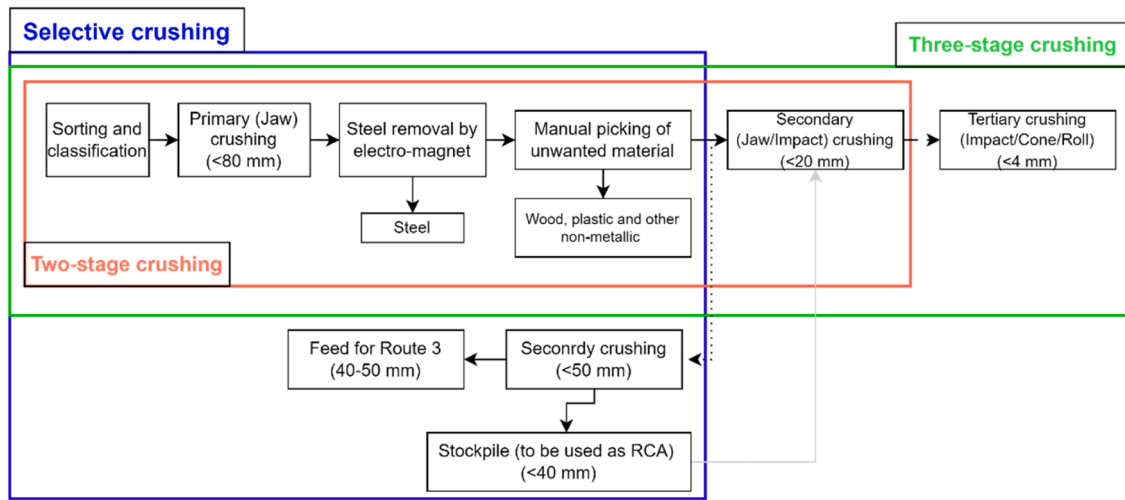 Selective crushing
Three-stage crushing
Sorting and
classification
Primary (Jaw)
crushing
(<80 mm)
Steel removal by
electro-magnet
Manual picking of
unwanted material
Secondary
(Jaw/Impact) crushing
(<20 mm)
Tertiary crushing
(Impact/Cone/Roll)
(<4 mm)
Steel
Wood, plastic and other
non-metallic
Two-stage crushing
Feed for Route 3
(40-50 mm)
Seconrdy crushing
(<50 mm)
Stockpile (to be used as RCA)
(<40 mm)